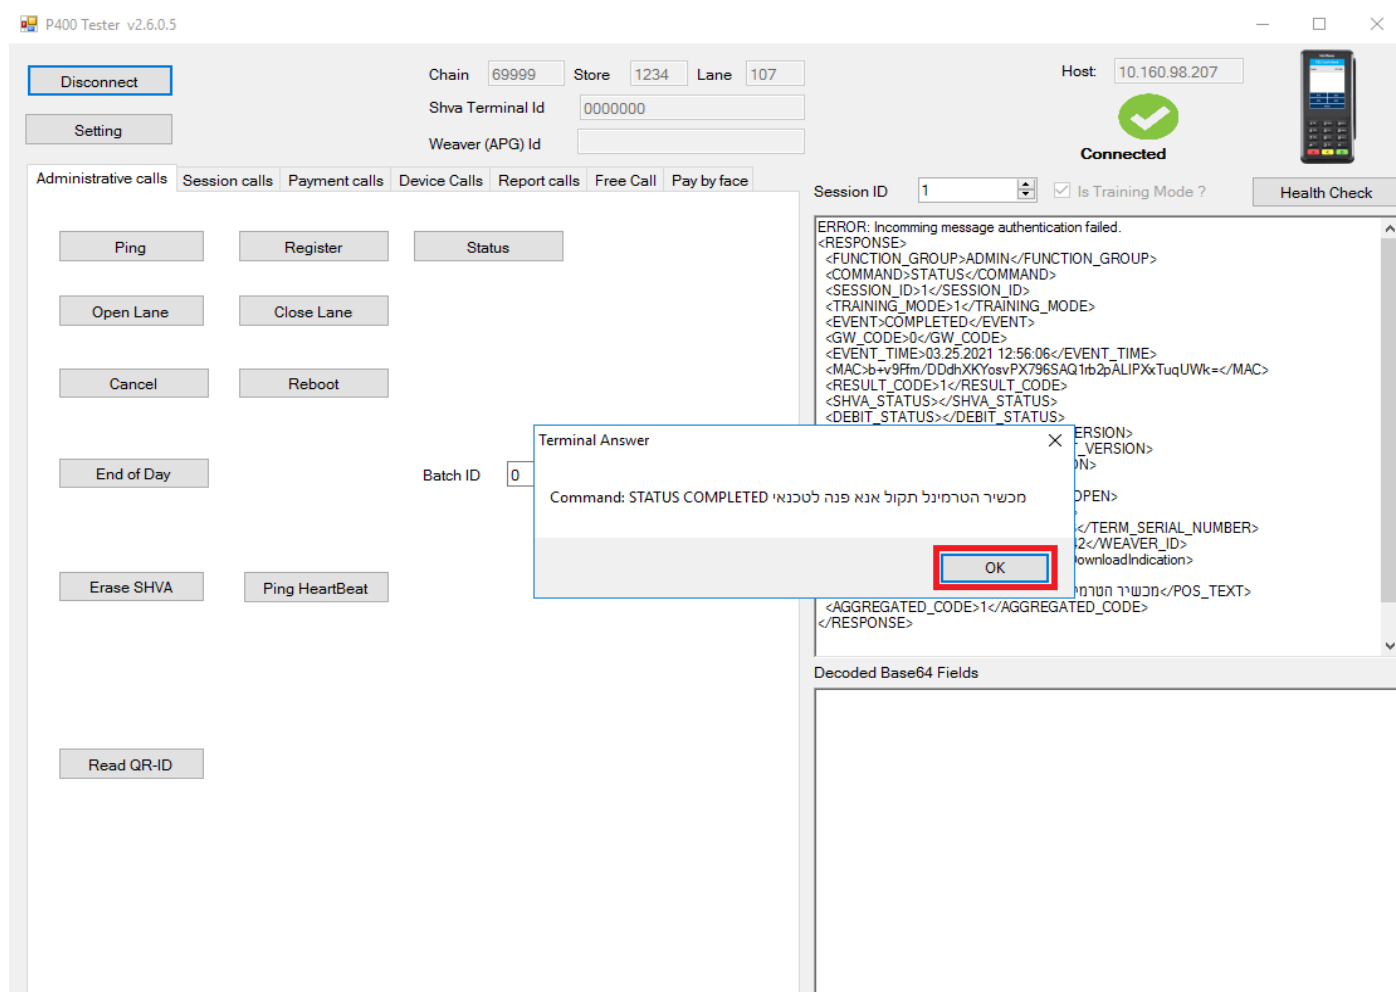 P400 Tester v2.6.0.5
Disconnect
Chain 69999 Store 1234 Lane 107
Host: 10.160.98.207
Shva Terminal Id 0000000
Setting
Weaver (APG) Id
Connected
Administrative calls Session calls Payment calls Device Calls Report calls Free Call Pay by face
Session ID 1 Is Training Mode ? Health Check
Ping Register Status
Open Lane Close Lane
Cancel Reboot
End of Day Batch ID 0
Erase SHVA Ping HeartBeat
Read QR-ID
ERROR: Incomming message authentication failed.
<RESPONSE>
<FUNCTION_GROUP>ADMIN</FUNCTION_GROUP>
<COMMAND>STATUS</COMMAND>
<SESSION_ID>1</SESSION_ID>
<TRAINING_MODE>1</TRAINING_MODE>
<EVENT>COMPLETED</EVENT>
<GW_CODE>0</GW_CODE>
<EVENT_TIME>03.25.2021 12:56:06</EVENT_TIME>
<MAC>b+v9Ffm/DDdhXKYosvPX796SAQ1rb2pALIPXxTuqUWk=</MAC>
<RESULT_CODE>1</RESULT_CODE>
<SHVA_STATUS></SHVA_STATUS>
<DEBIT_STATUS></DEBIT_STATUS>
ERSION>
_VERSION>
ON>
OPEN>
>
</TERM_SERIAL_NUMBER>
42</WEAVER_ID>
ownloadIndication>
מכשיר הטרמי</POS_TEXT>
<AGGREGATED_CODE>1</AGGREGATED_CODE>
</RESPONSE>
Terminal Answer
Command: STATUS COMPLETED מכשיר הטרמינל תקול אנא פנה לטכנאי
OK
Decoded Base64 Fields